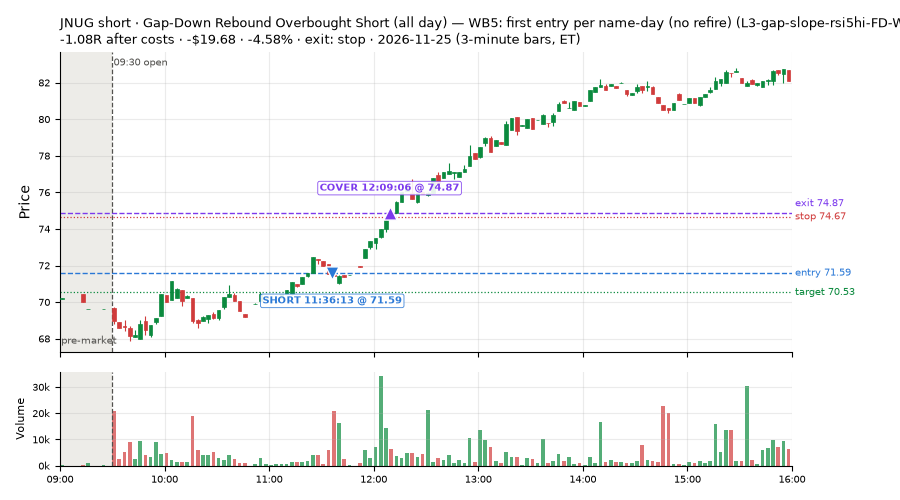 JNUG short · Gap-Down Rebound Overbought Short (all day) — WB5: first entry per name-day (no refire) (L3-gap-slope-rsi5hi-FD-
-1.08R after costs · -$19.68 · -4.58% · exit: stop · 2026-11-25 (3-minute bars, ET)
09:30 open
82
80
78
76
74
72
70
68
Price
COVER 12:09:06 @ 74.87
exit 74.87
stop 74.67
entry 71.59
target 70.53
SHORT 11:36:13 @ 71.59
pre-market
30k
20k
10k
0k
Volume
09:00
10:00
11:00
12:00
13:00
14:00
15:00
16:00